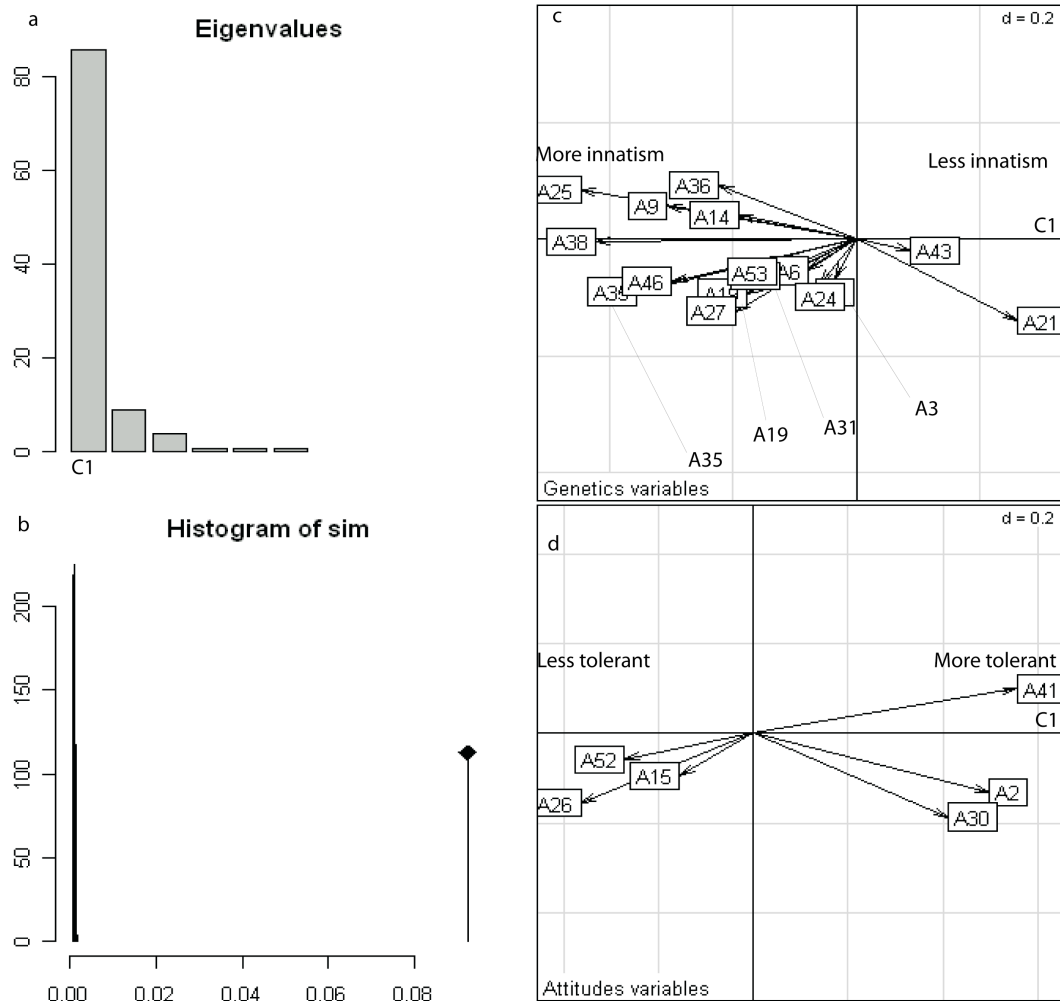 a
Eigenvalues
80
60
40
20
0
C1
b
Histogram of sim
200
150
100
50
0
0.00 0.02 0.04 0.06 0.08
c
d = 0.2
More innatism
Less innatism
A25
A36
A9
A14
C1
A38
A43
A46
A53
A6
A35
A19
A24
A27
A21
A3
A31
A19
A35
Genetics variables
d = 0.2
d
Less tolerant
More tolerant
A41
C1
A52
A15
A26
A2
A30
Attitudes variables